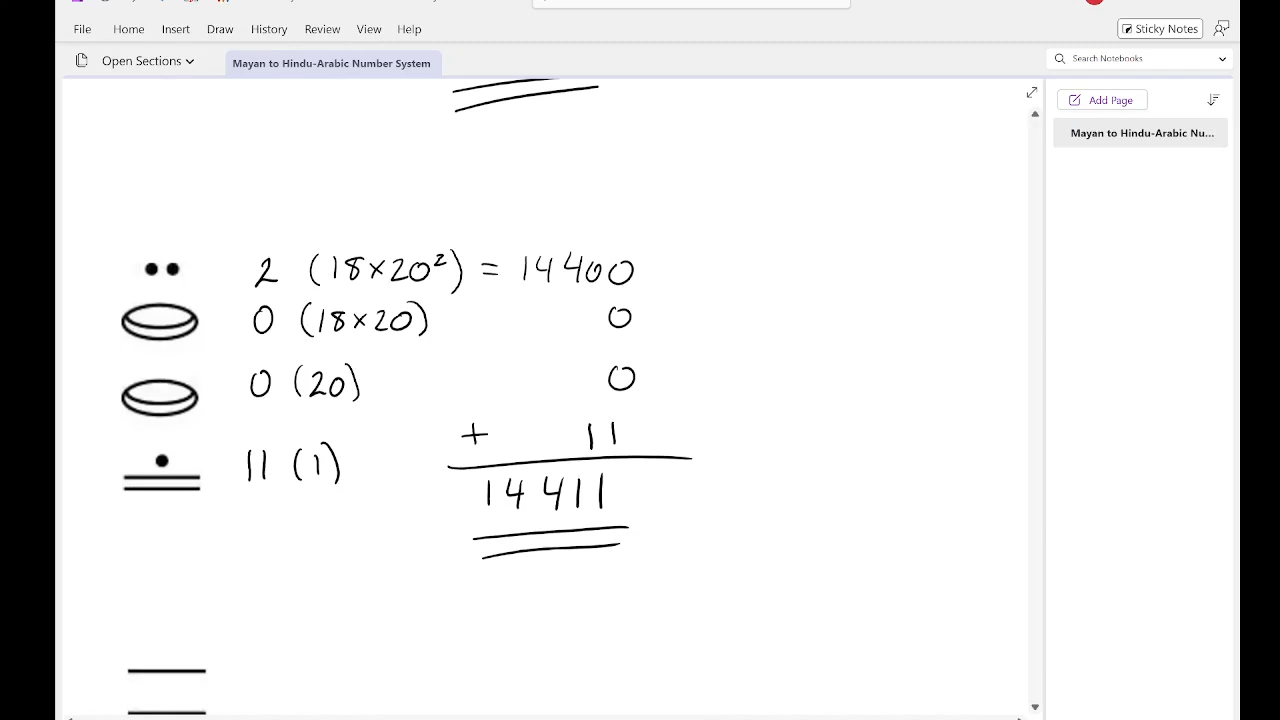 File Home Insert Draw History Review View Help Sticky Notes
Open Sections Mayan to Hindu-Arabic Number System Search Notebooks
Add Page
Mayan to Hindu-Arabic Nu...
2 (18×20²) = 14400
0 (18×20) 0
0 (20) 0
11 (1) + 11
14411